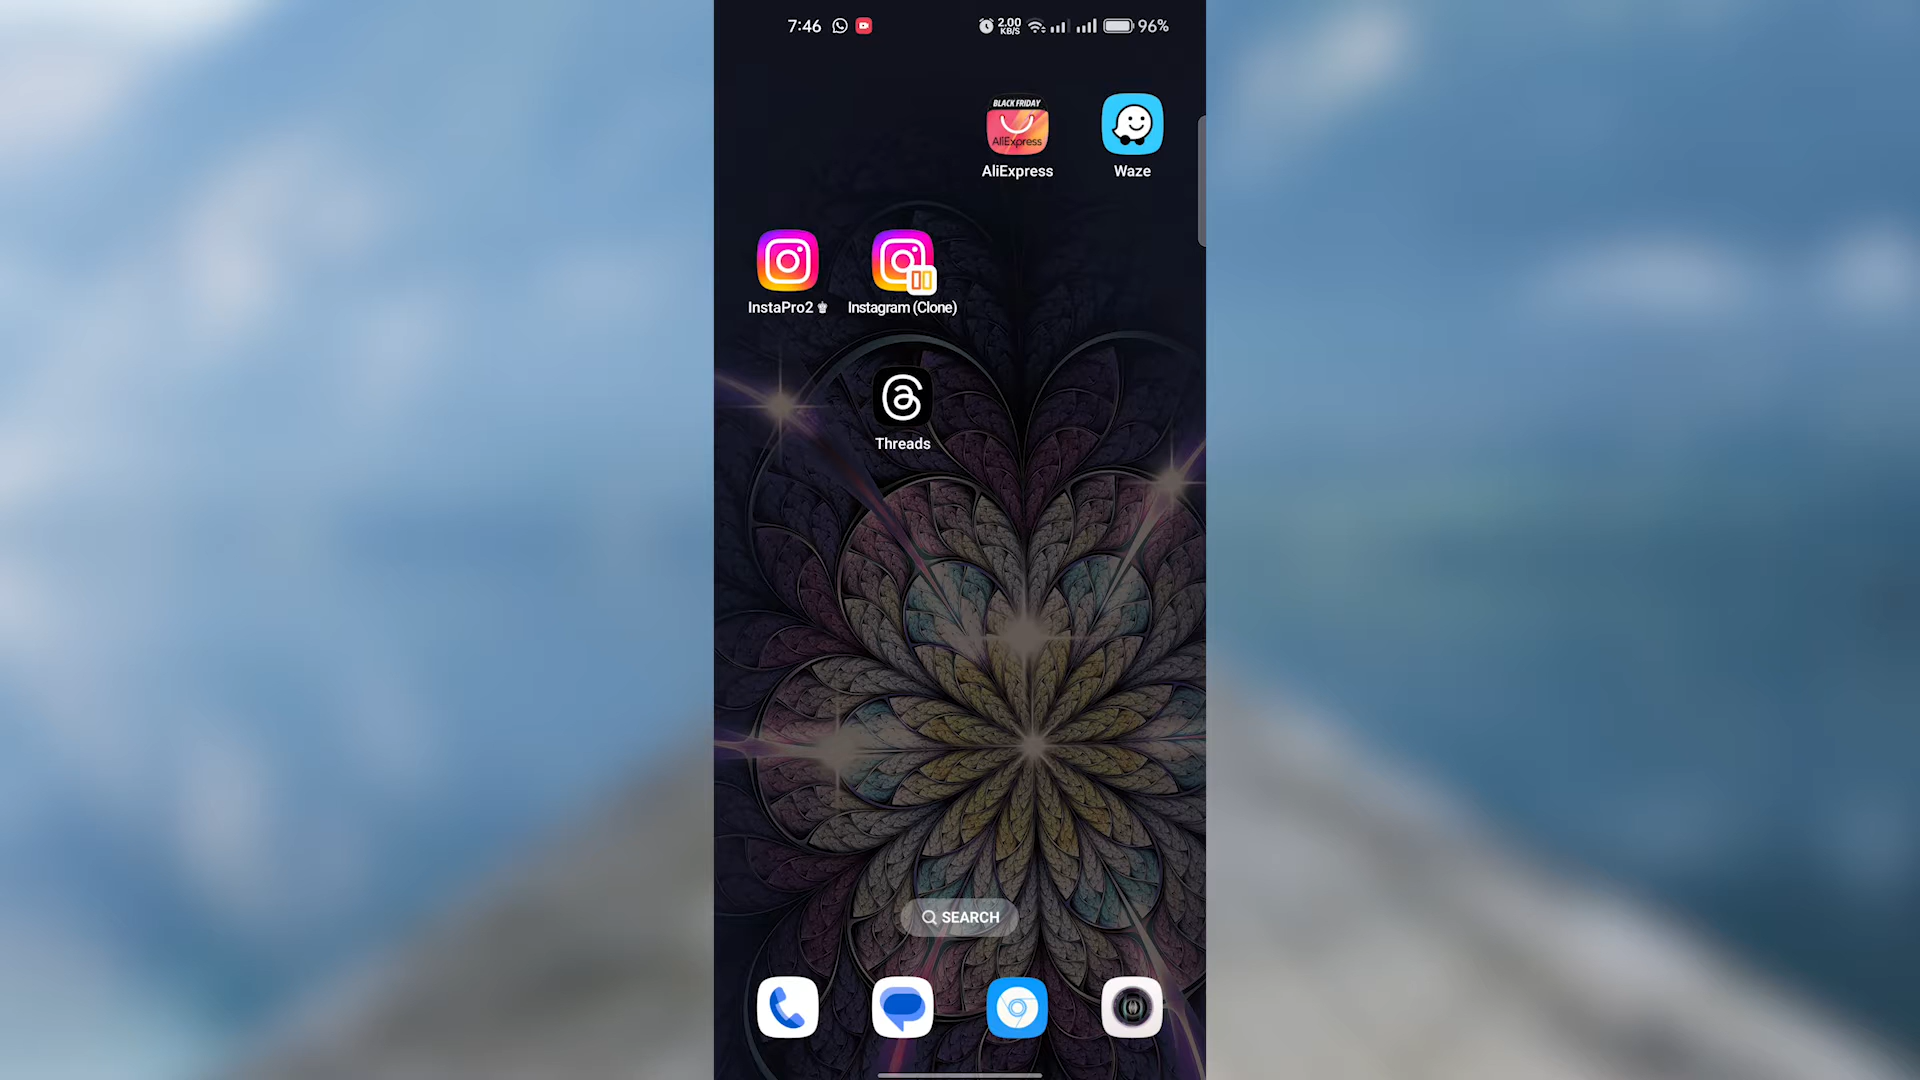 7:46 2.00 KB/S 96%
BLACK FRIDAY
AliExpress
AliExpress Waze
InstaPro2 Instagram (Clone)
Threads
SEARCH